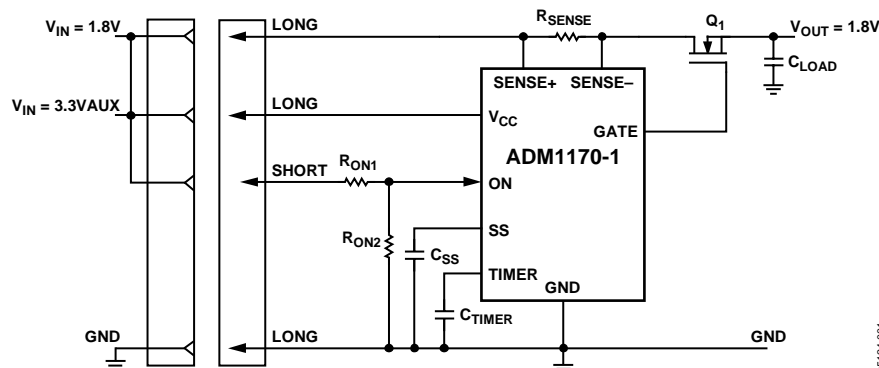 V_IN = 1.8V
LONG
R_SENSE
Q_1
V_OUT = 1.8V
C_LOAD
SENSE+ SENSE–
V_IN = 3.3VAUX
LONG
V_CC
GATE
ADM1170-1
SHORT
R_ON1
ON
R_ON2
C_SS
SS
TIMER
GND
C_TIMER
GND
LONG
GND